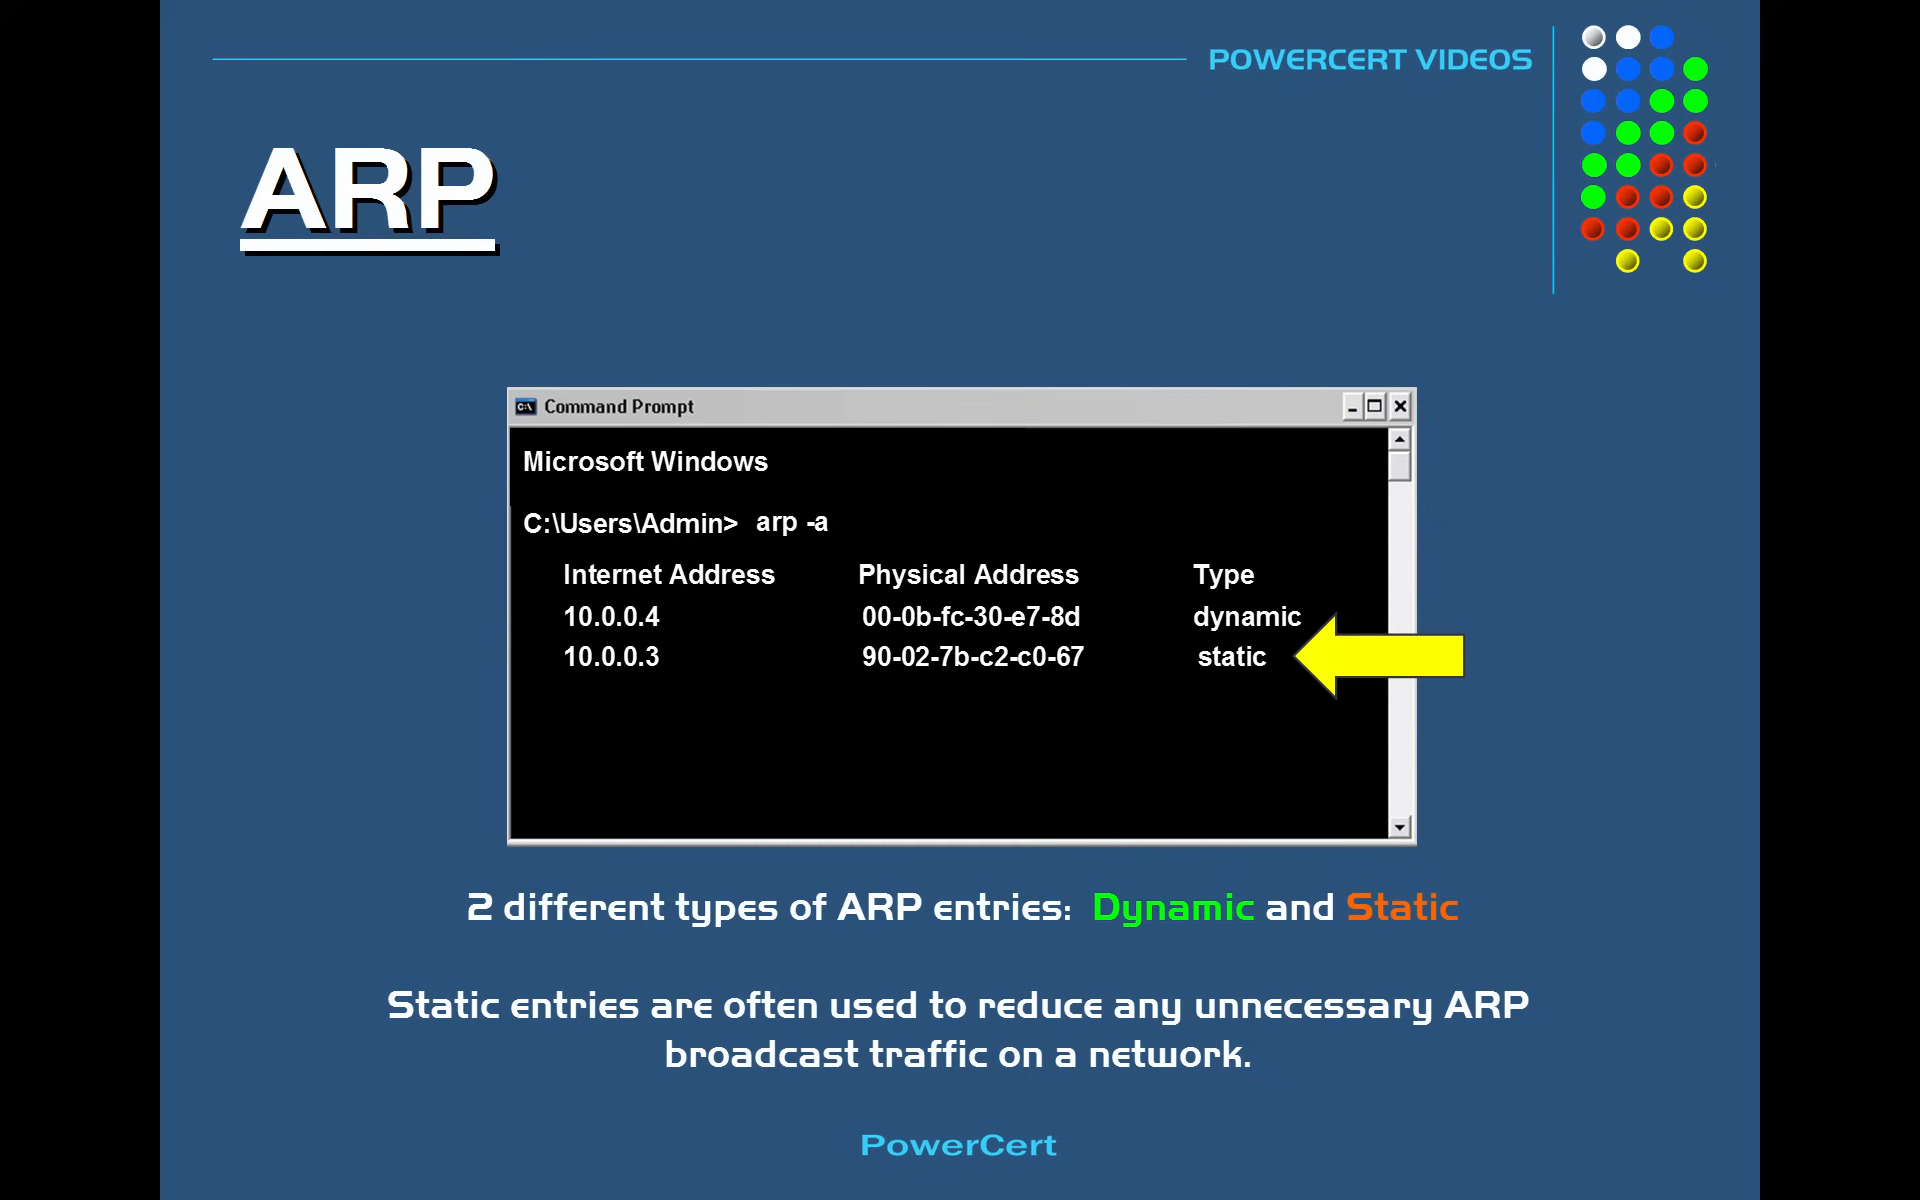 POWERCERT VIDEOS
ARP
C:\
Command Prompt
Microsoft Windows
C:\Users\Admin> arp -a
Internet Address Physical Address Type
10.0.0.4 00-0b-fc-30-e7-8d dynamic
10.0.0.3 90-02-7b-c2-c0-67 static
2 different types of ARP entries: Dynamic and Static
Static entries are often used to reduce any unnecessary ARP
broadcast traffic on a network.
PowerCert